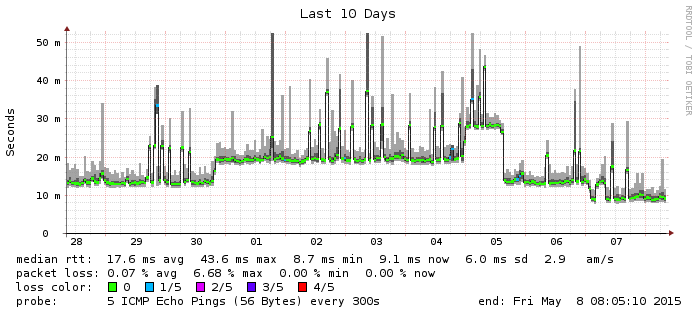 Last 10 Days
RRDTOOL / TOBI OETIKER
Seconds
50 m
40 m
30 m
20 m
10 m
0
28 29 30 01 02 03 04 05 06 07
median rtt: 17.6 ms avg 43.6 ms max 8.7 ms min 9.1 ms now 6.0 ms sd 2.9 am/s
packet loss: 0.07 % avg 6.68 % max 0.00 % min 0.00 % now
loss color: 0 1/5 2/5 3/5 4/5
probe: 5 ICMP Echo Pings (56 Bytes) every 300s end: Fri May 8 08:05:10 2015